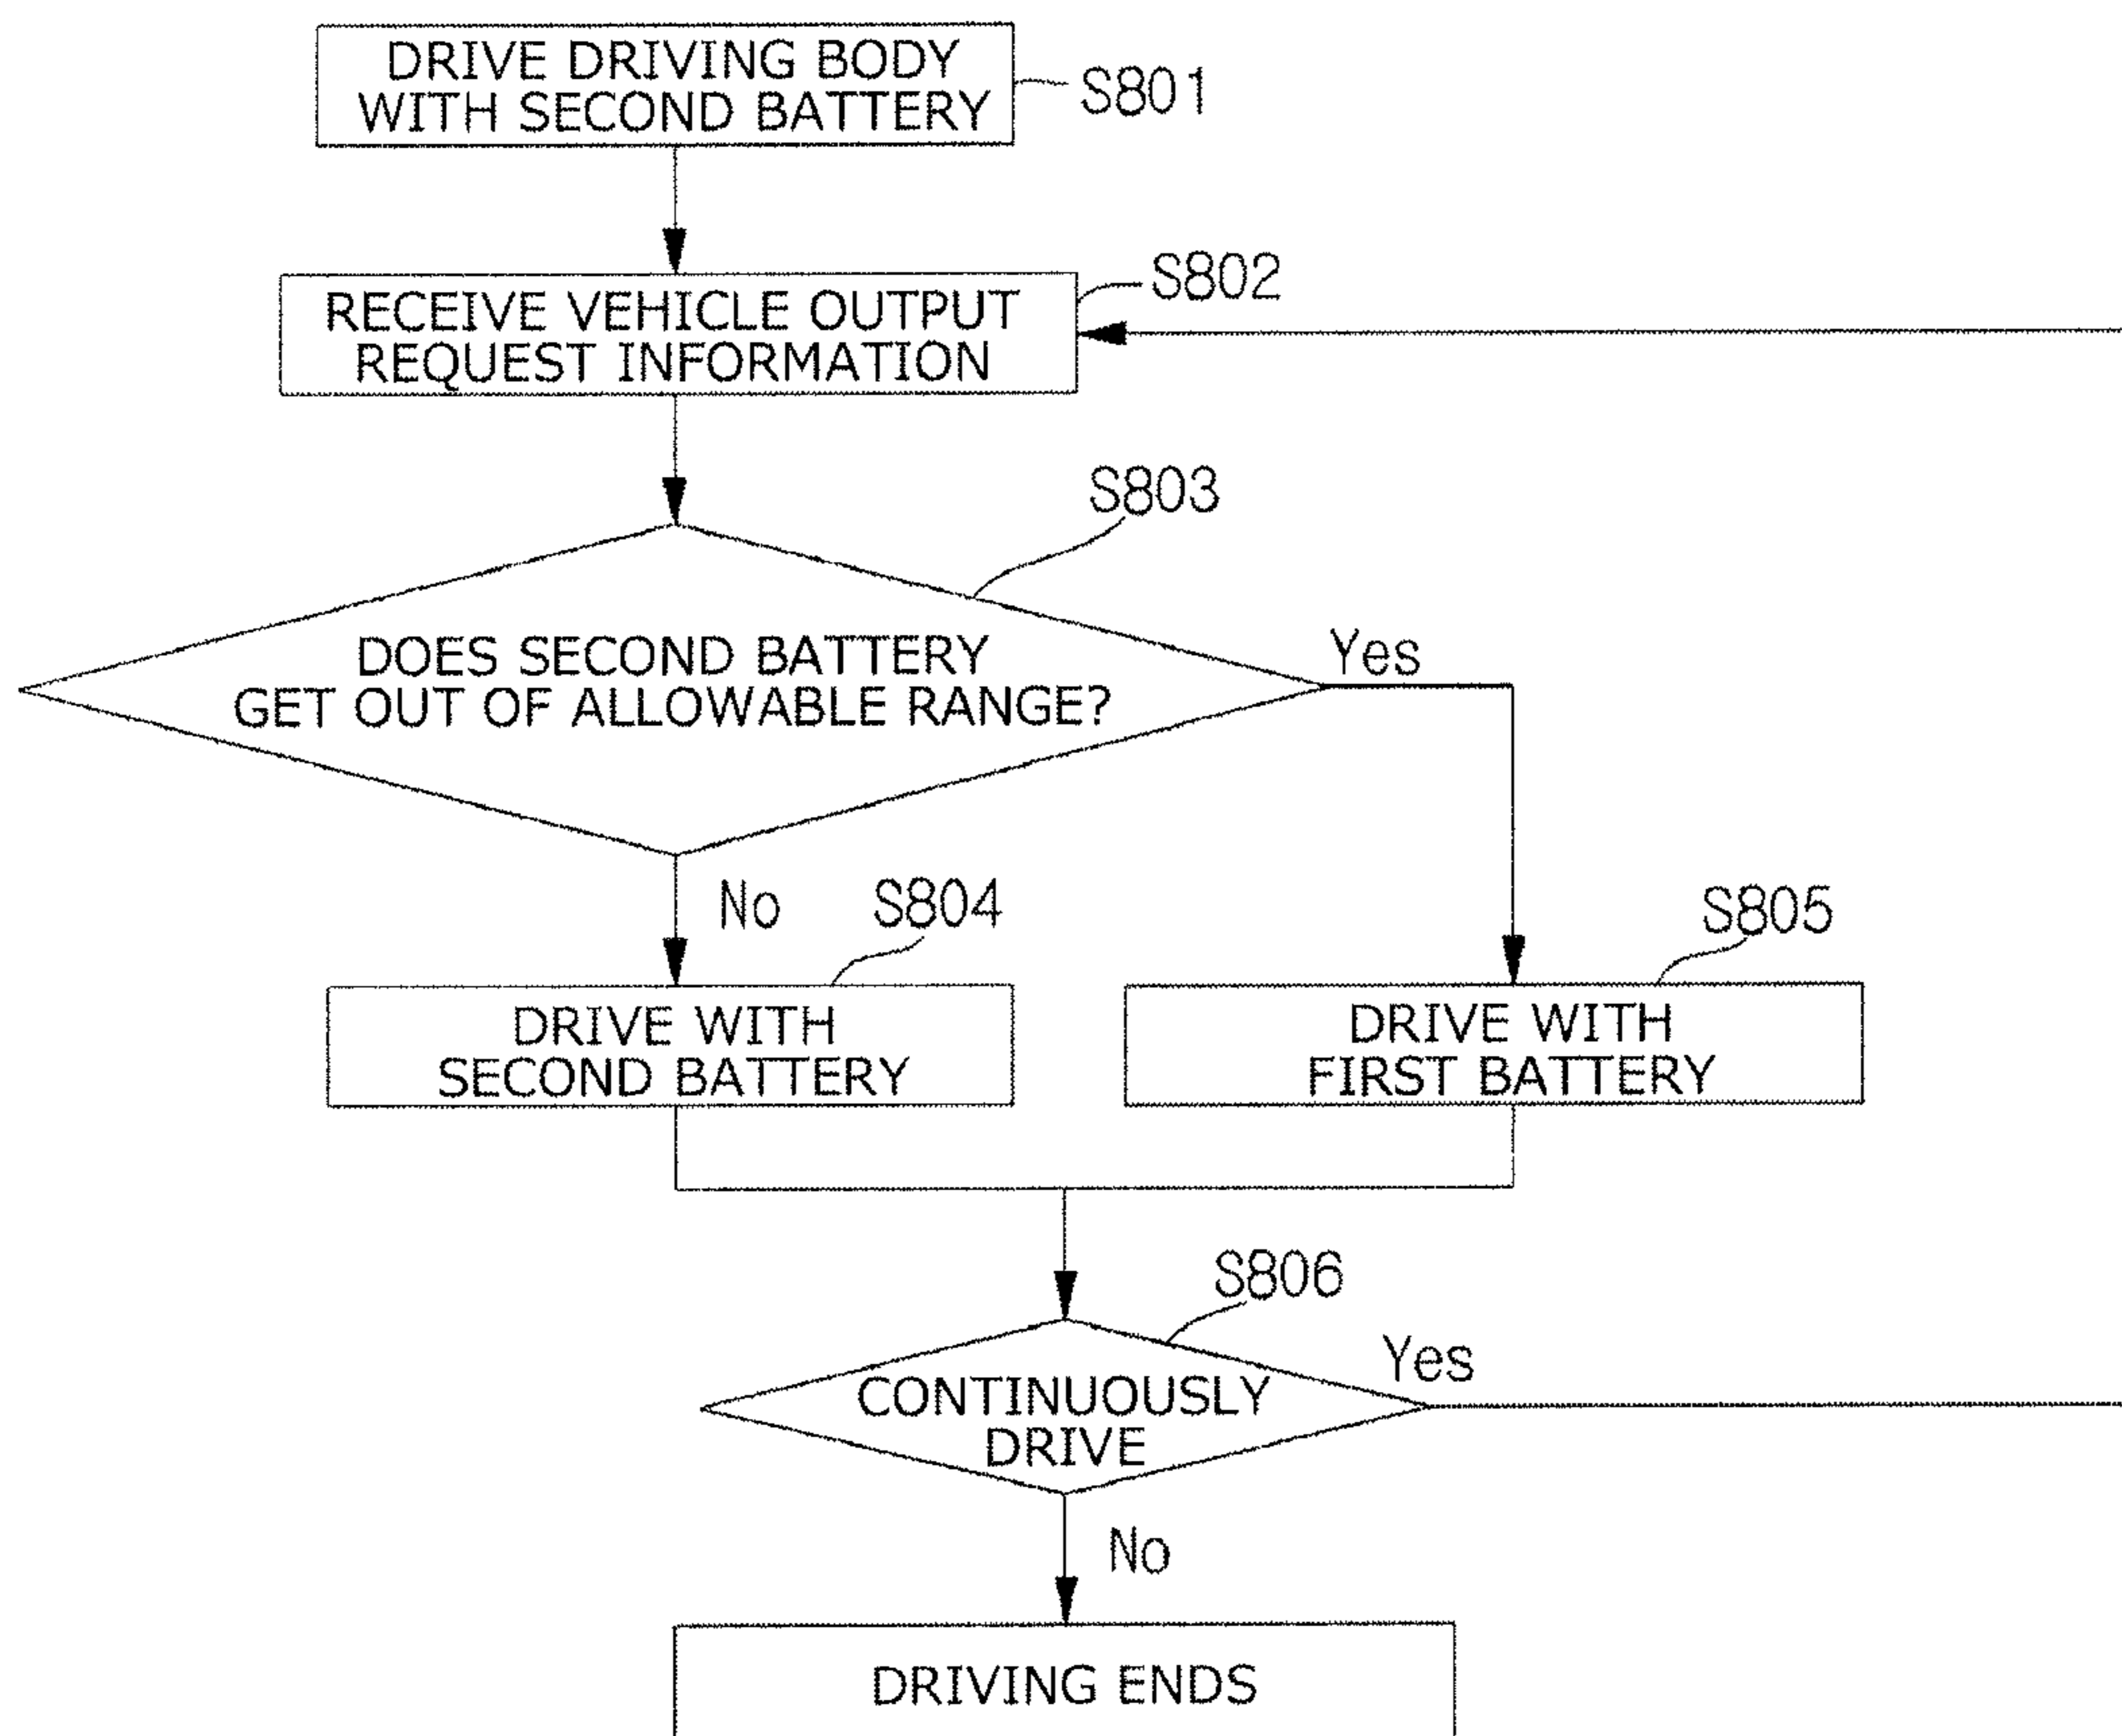 DRIVE DRIVING BODY
WITH SECOND BATTERY
S801
RECEIVE VEHICLE OUTPUT
REQUEST INFORMATION
S802
S803
DOES SECOND BATTERY
GET OUT OF ALLOWABLE RANGE?
Yes
No
S804
S805
DRIVE WITH
SECOND BATTERY
DRIVE WITH
FIRST BATTERY
S806
CONTINUOUSLY
DRIVE
Yes
No
DRIVING ENDS